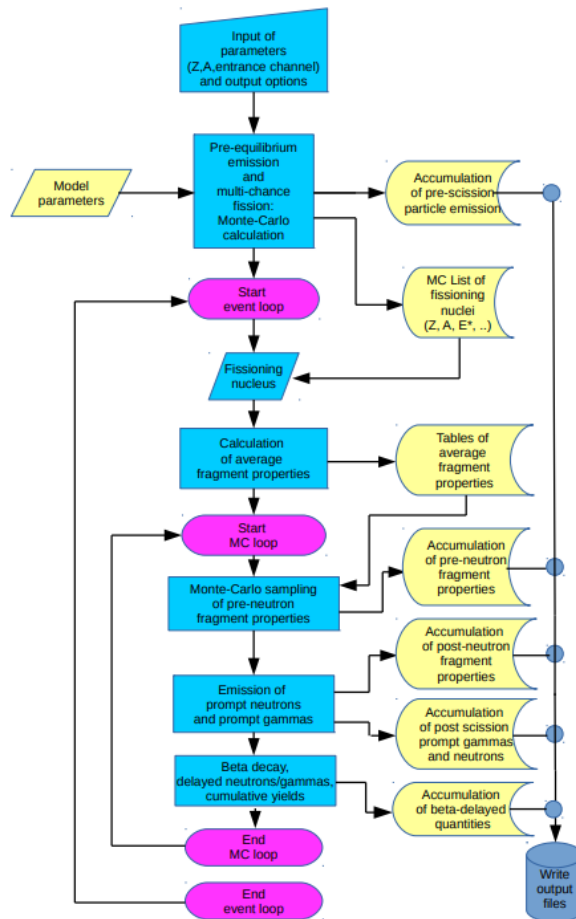 Input of
parameters
(Z,A,entrance channel)
and output options
Pre-equilibrium
emission
and
multi-chance
fission:
Monte-Carlo
calculation
Model
parameters
Accumulation
of pre-scission
particle emission
Start
event loop
MC List of
fissioning
nuclei
(Z, A, E*, ..)
Fissioning
nucleus
Calculation
of average
fragment properties
Tables of
average
fragment
properties
Start
MC loop
Accumulation
of pre-neutron
fragment
properties
Monte-Carlo sampling
of pre-neutron
fragment properties
Accumulation
of post-neutron
fragment
properties
Emission of
prompt neutrons
and prompt gammas
Accumulation
of post scission
prompt gammas
and neutrons
Beta decay,
delayed neutrons/gammas,
cumulative yields
Accumulation
of beta-delayed
quantities
End
MC loop
Write
output
files
End
event loop